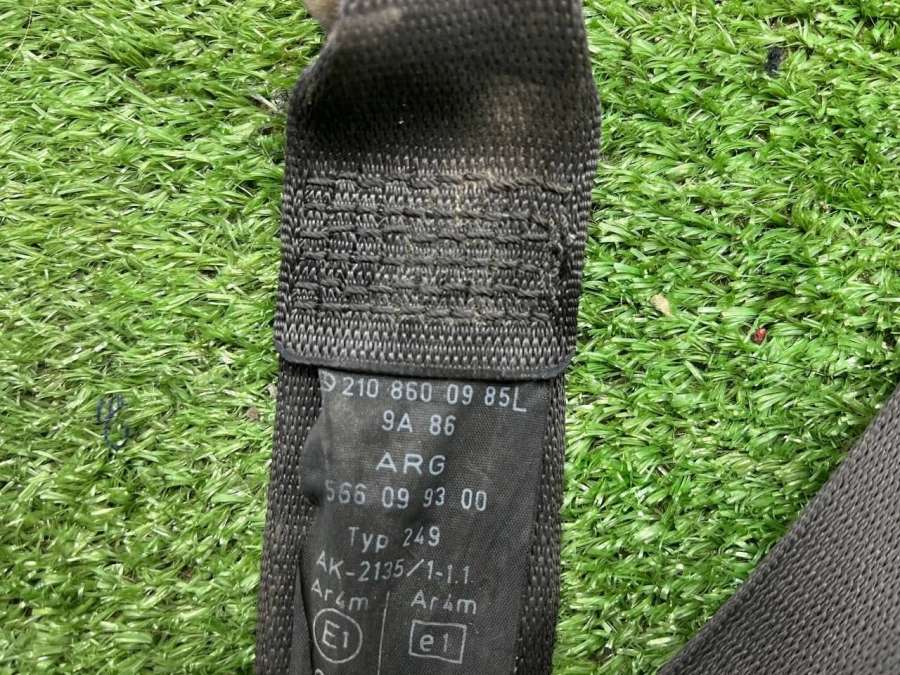 210 860 09 85L
9A 86
ARG
566 09 93 00
Typ 249
AK-2135/1-1.1
Ar4m Ar4m
E1 e1